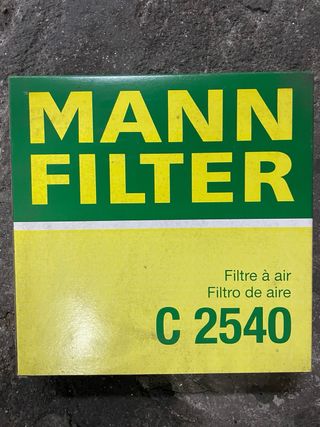 MANN
FILTER
Filtre à air
Filtro de aire
C 2540